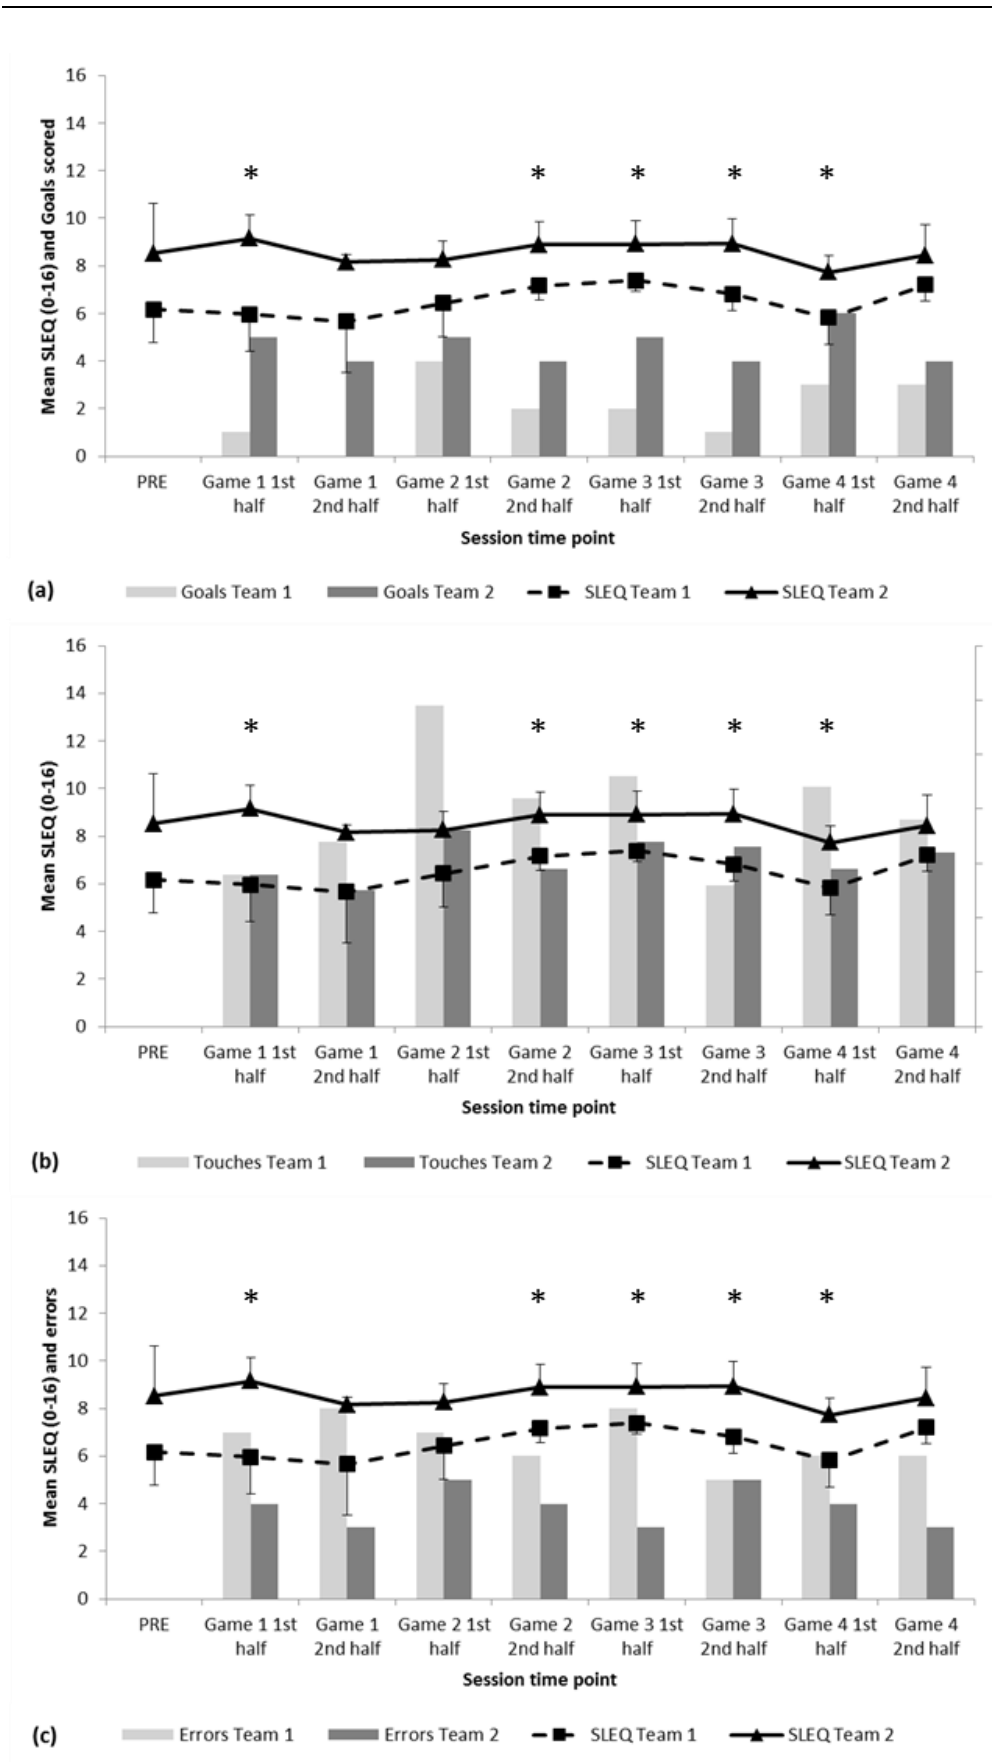 16
14
12
10
8
6
4
2
0
Mean SLEQ (0-16) and Goals scored
* * * * *
PRE Game 1 1st Game 1 Game 2 1st Game 2 Game 3 1st Game 3 Game 4 1st Game 4
half 2nd half half 2nd half half 2nd half half 2nd half
Session time point
(a) Goals Team 1 Goals Team 2 SLEQ Team 1 SLEQ Team 2
16
14
12
10
8
6
4
2
0
Mean SLEQ (0-16)
* * * * *
PRE Game 1 1st Game 1 Game 2 1st Game 2 Game 3 1st Game 3 Game 4 1st Game 4
half 2nd half half 2nd half half 2nd half half 2nd half
Session time point
(b) Touches Team 1 Touches Team 2 SLEQ Team 1 SLEQ Team 2
16
14
12
10
8
6
4
2
0
Mean SLEQ (0-16) and errors
* * * * *
PRE Game 1 1st Game 1 Game 2 1st Game 2 Game 3 1st Game 3 Game 4 1st Game 4
half 2nd half half 2nd half half 2nd half half 2nd half
Session time point
(c) Errors Team 1 Errors Team 2 SLEQ Team 1 SLEQ Team 2